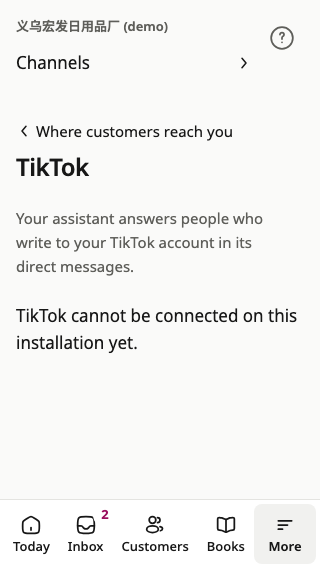 义乌宏发日用品厂 (demo)
Channels
Where customers reach you
TikTok
Your assistant answers people who
write to your TikTok account in its
direct messages.
TikTok cannot be connected on this
installation yet.
2
Today
Inbox
Customers
Books
More